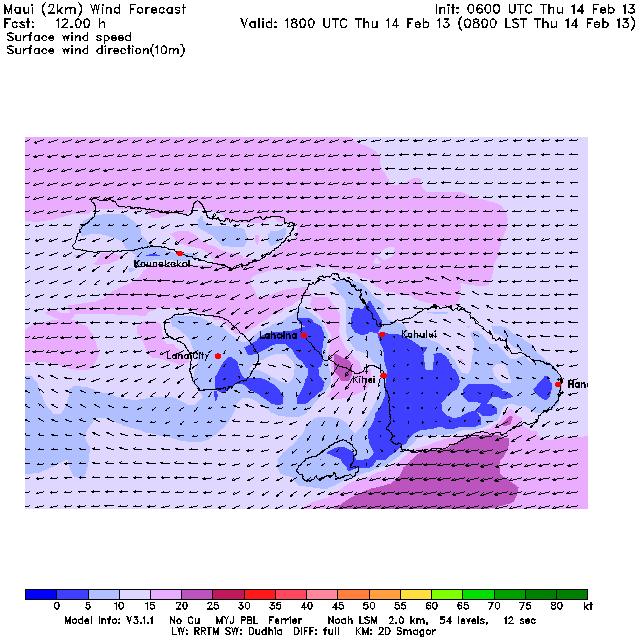 Maui (2km) Wind Forecast
Init: 0600 UTC Thu 14 Feb 13
Fcst: 12.00 h
Valid: 1800 UTC Thu 14 Feb 13 (0800 LST Thu 14 Feb 13)
Surface wind speed
Surface wind direction(10m)
Kaunakakai
Lahaina
Kahului
LanaiCity
Kihei
Han
0 5 10 15 20 25 30 35 40 45 50 52 55 60 65 70 75 80 kt
Model Info: V3.1.1 No Cu MYJ PBL Ferrier Noah LSM 2.0 km, 54 levels, 12 sec
LW: RRTM SW: Dudhia DIFF: full KM: 2D Smagor